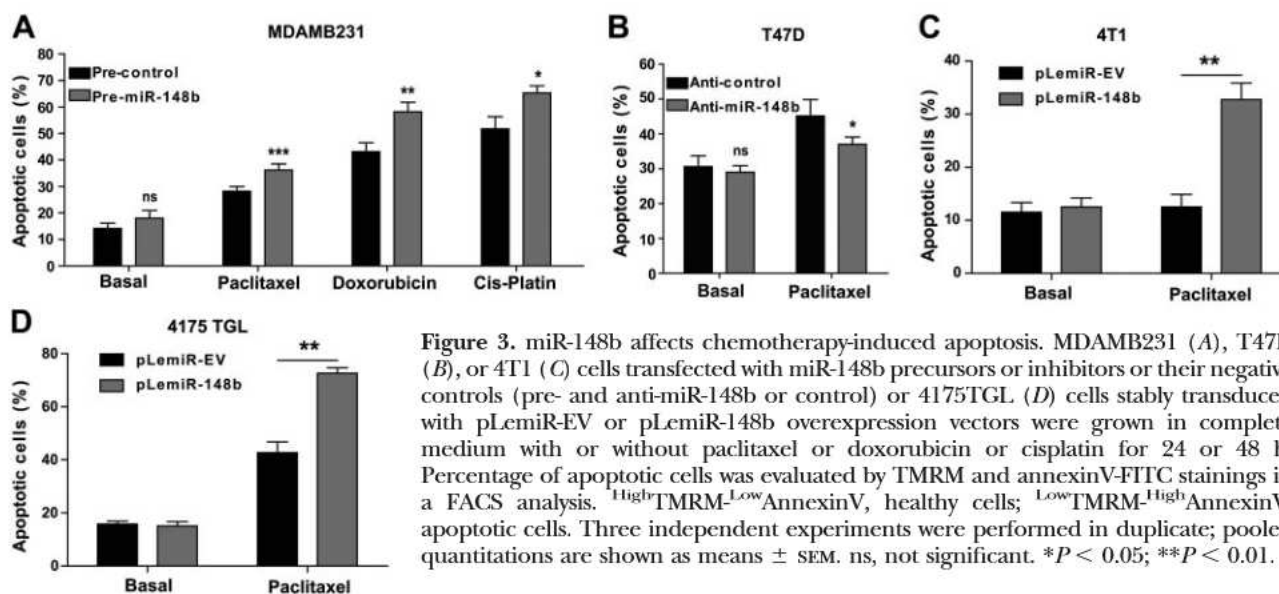 A
MDAMB231
Apoptotic cells (%)
80
70
60
50
40
30
20
10
0
Pre-control
Pre-miR-148b
ns
***
**
*
Basal Paclitaxel Doxorubicin Cis-Platin
B
T47D
Apoptotic cells (%)
60
50
40
30
20
10
0
Anti-control
Anti-miR-148b
ns
*
Basal Paclitaxel
C
4T1
Apoptotic cells (%)
40
30
20
10
0
pLemiR-EV
pLemiR-148b
**
Basal Paclitaxel
D
4175 TGL
Apoptotic cells (%)
80
60
40
20
0
pLemiR-EV
pLemiR-148b
**
Basal Paclitaxel
Figure 3. miR-148b affects chemotherapy-induced apoptosis. MDAMB231 (A), T47D
(B), or 4T1 (C) cells transfected with miR-148b precursors or inhibitors or their negativ
controls (pre- and anti-miR-148b or control) or 4175TGL (D) cells stably transduce
with pLemiR-EV or pLemiR-148b overexpression vectors were grown in complet
medium with or without paclitaxel or doxorubicin or cisplatin for 24 or 48 h
Percentage of apoptotic cells was evaluated by TMRM and annexinV-FITC stainings i
a FACS analysis. HighTMRM-LowAnnexinV, healthy cells; LowTMRM-HighAnnexinV
apoptotic cells. Three independent experiments were performed in duplicate; poole
quantitations are shown as means ± SEM. ns, not significant. *P < 0.05; **P < 0.01.